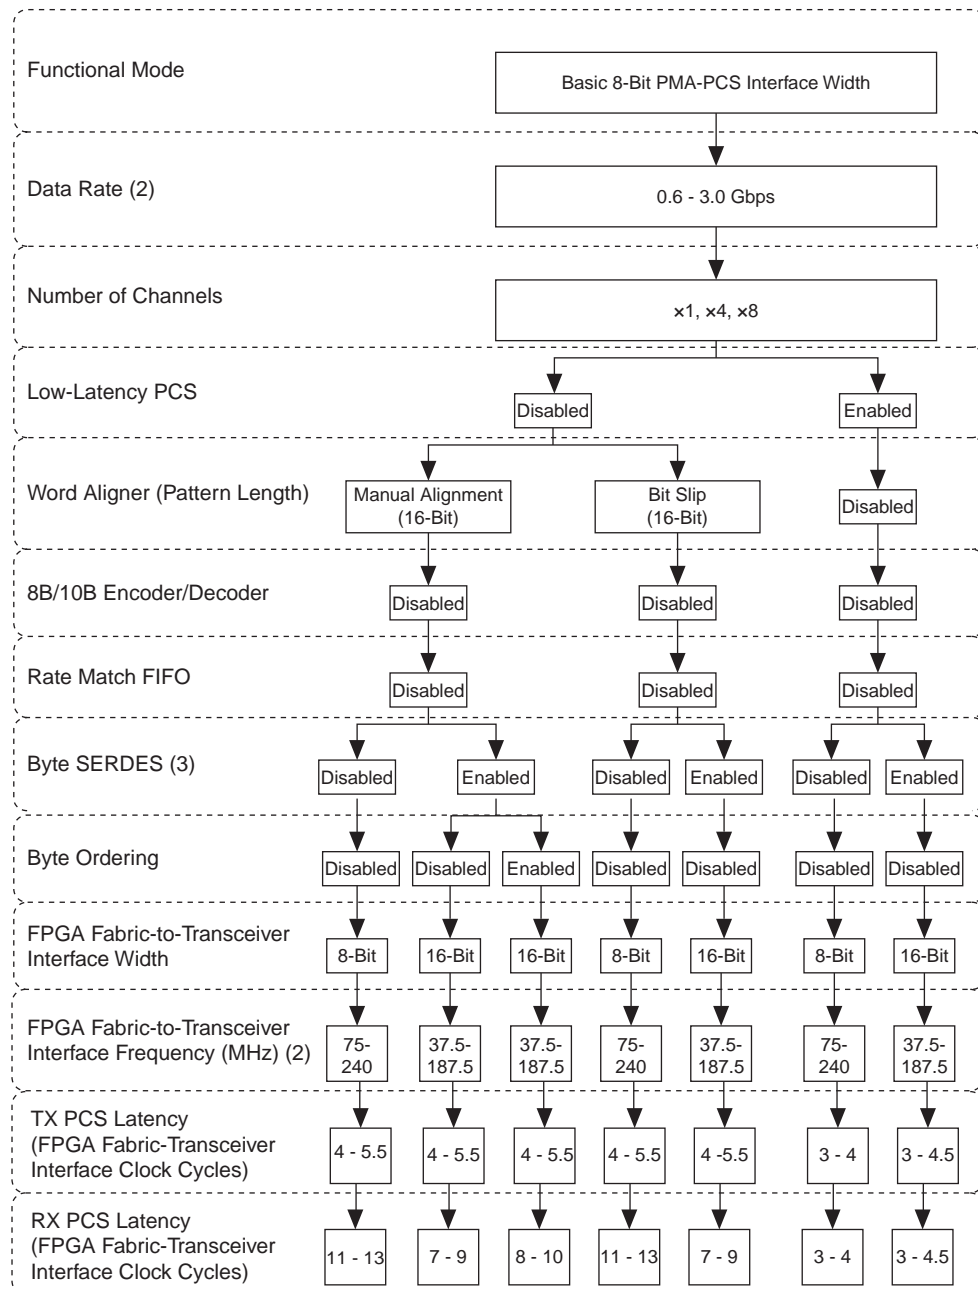 Functional Mode
Basic 8-Bit PMA-PCS Interface Width
Data Rate (2)
0.6 - 3.0 Gbps
Number of Channels
×1, ×4, ×8
Low-Latency PCS
Disabled
Enabled
Word Aligner (Pattern Length)
Manual Alignment
(16-Bit)
Bit Slip
(16-Bit)
Disabled
8B/10B Encoder/Decoder
Disabled
Disabled
Disabled
Rate Match FIFO
Disabled
Disabled
Disabled
Byte SERDES (3)
Disabled
Enabled
Disabled
Enabled
Disabled
Enabled
Byte Ordering
Disabled
Disabled
Enabled
Disabled
Disabled
Disabled
Disabled
FPGA Fabric-to-Transceiver
Interface Width
8-Bit
16-Bit
16-Bit
8-Bit
16-Bit
8-Bit
16-Bit
FPGA Fabric-to-Transceiver
Interface Frequency (MHz) (2)
75-
240
37.5-
187.5
37.5-
187.5
75-
240
37.5-
187.5
75-
240
37.5-
187.5
TX PCS Latency
(FPGA Fabric-Transceiver
Interface Clock Cycles)
4 - 5.5
4 - 5.5
4 - 5.5
4 - 5.5
4 -5.5
3 - 4
3 - 4.5
RX PCS Latency
(FPGA Fabric-Transceiver
Interface Clock Cycles)
11 - 13
7 - 9
8 - 10
11 - 13
7 - 9
3 - 4
3 - 4.5